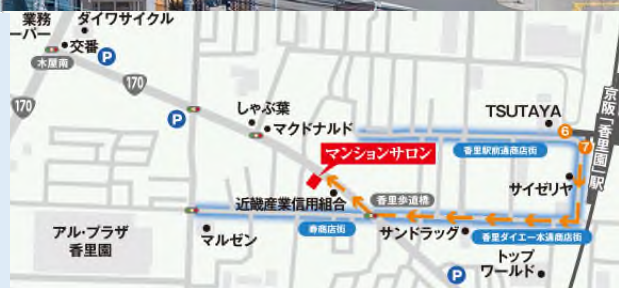 業務
ーパー
ダイワサイクル
交番
P
木屋南
170
170
P
しゃぶ葉
マクドナルド
TSUTAYA
6
7
京阪「香里園」駅
香里駅前通商店街
マンションサロン
サイゼリヤ
近畿産業信用組合
香里歩道橋
アル・プラザ
香里園
マルゼン
寿商店街
サンドラッグ
香里ダイエー本通商店街
トップ
ワールド
P